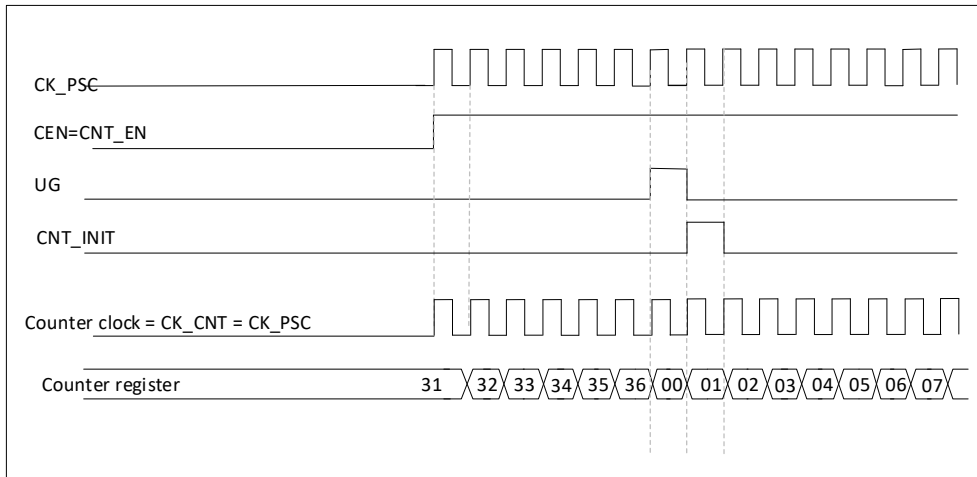 CK_PSC
CEN=CNT_EN
UG
CNT_INIT
Counter clock = CK_CNT = CK_PSC
Counter register 31 32 33 34 35 36 00 01 02 03 04 05 06 07